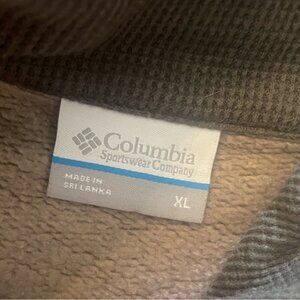 Columbia
Sportswear Company
MADE IN
SRI LANKA
XL